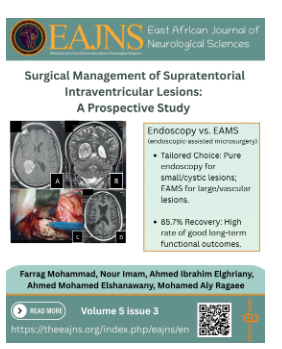 EAJNS
East African Journal of
Neurological Sciences
Surgical Management of Supratentorial
Intraventricular Lesions:
A Prospective Study
A
B
C
D
Endoscopy vs. EAMS
(endoscopic-assisted microsurgery)
• Tailored Choice: Pure
endoscopy for
small/cystic lesions;
EAMS for large/vascular
lesions.
• 85.7% Recovery: High
rate of good long-term
functional outcomes.
Farrag Mohammad, Nour Imam, Ahmed Ibrahim Elghriany,
Ahmed Mohamed Elshanawany, Mohamed Aly Ragaee
READ MORE
Volume 5 issue 3
https://theeajns.org/index.php/eajns/en